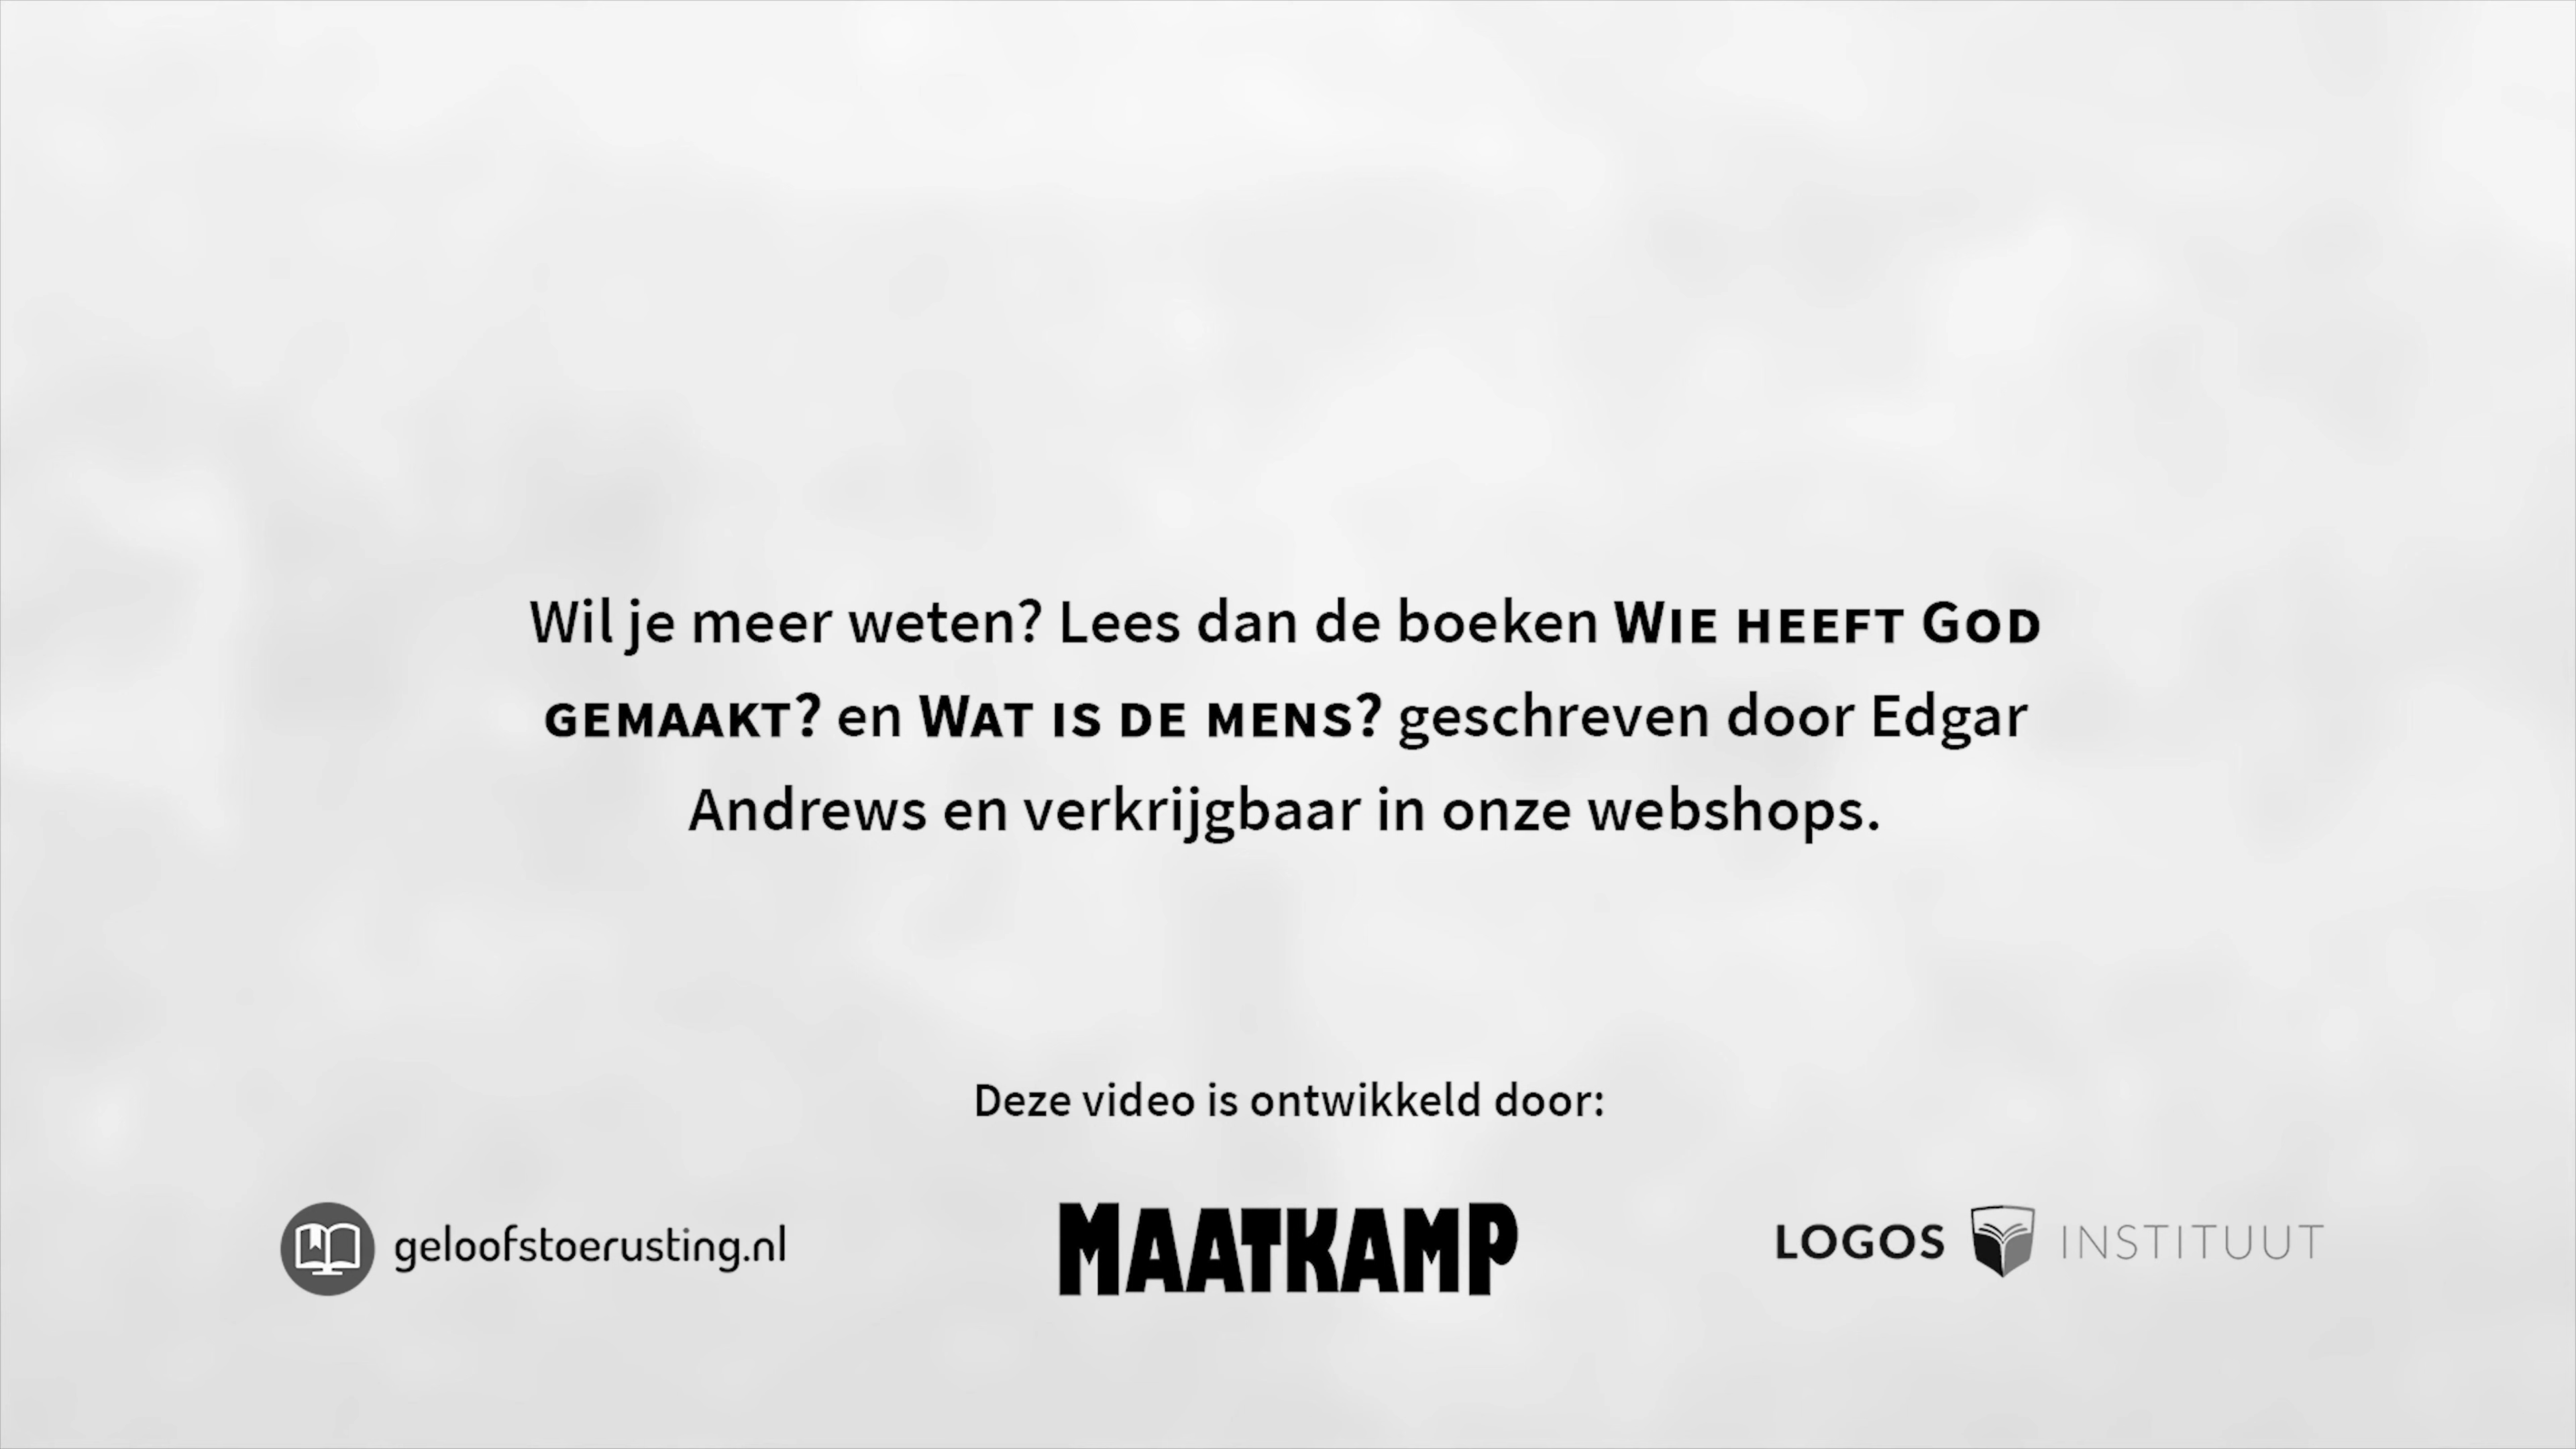 Wil je meer weten? Lees dan de boeken WIE HEEFT GOD
GEMAAKT? en WAT IS DE MENS? geschreven door Edgar
Andrews en verkrijgbaar in onze webshops.
Deze video is ontwikkeld door:
geloofstoerusting.nl
MAATKAMP
LOGOS INSTITUUT